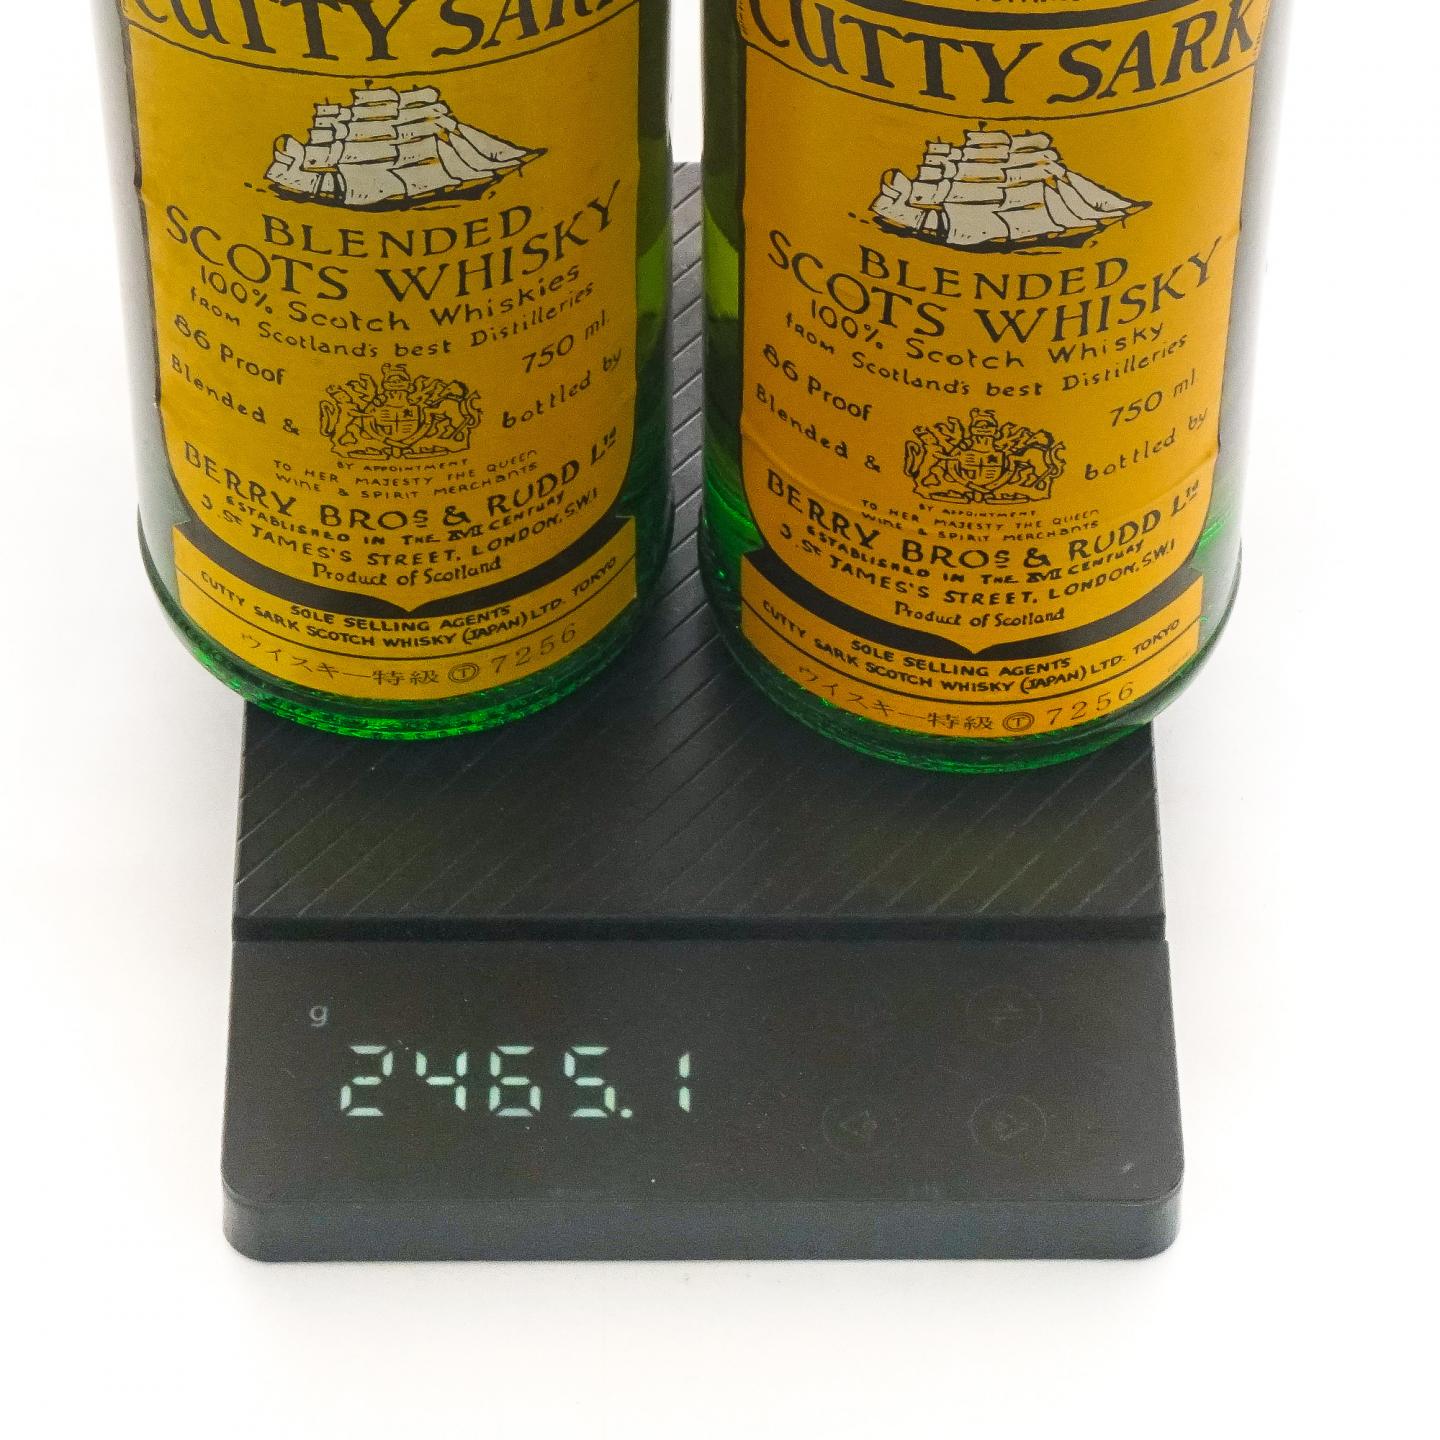 CUTTY SARK
BLENDED
SCOTS WHISKY
100% Scotch Whiskies
from Scotland's best Distilleries
86 Proof
750 ml.
Blended &
bottled by
BY APPOINTMENT
TO HER MAJESTY THE QUEEN
WINE & SPIRIT MERCHANTS
BERRY BROS & RUDD LTD
ESTABLISHED IN THE XVII CENTURY
3, ST JAMES'S STREET, LONDON, S.W.1
Product of Scotland
SOLE SELLING AGENTS
CUTTY SARK SCOTCH WHISKY (JAPAN) LTD. TOKYO
ウイスキー特級 Ⓣ 7256
CUTTY SARK
BLENDED
SCOTS WHISKY
100% Scotch Whisky
from Scotland's best Distilleries
86 Proof
750 ml
Blended &
bottled by
BY APPOINTMENT
TO HER MAJESTY THE QUEEN
WINE & SPIRIT MERCHANTS
BERRY BROS & RUDD LTD
ESTABLISHED IN THE XVII CENTURY
3, ST JAMES'S STREET, LONDON, S.W.1
Product of Scotland
SOLE SELLING AGENTS
CUTTY SARK SCOTCH WHISKY (JAPAN) LTD. TOKYO
ウイスキー特級 Ⓣ 7256
g
2465.1